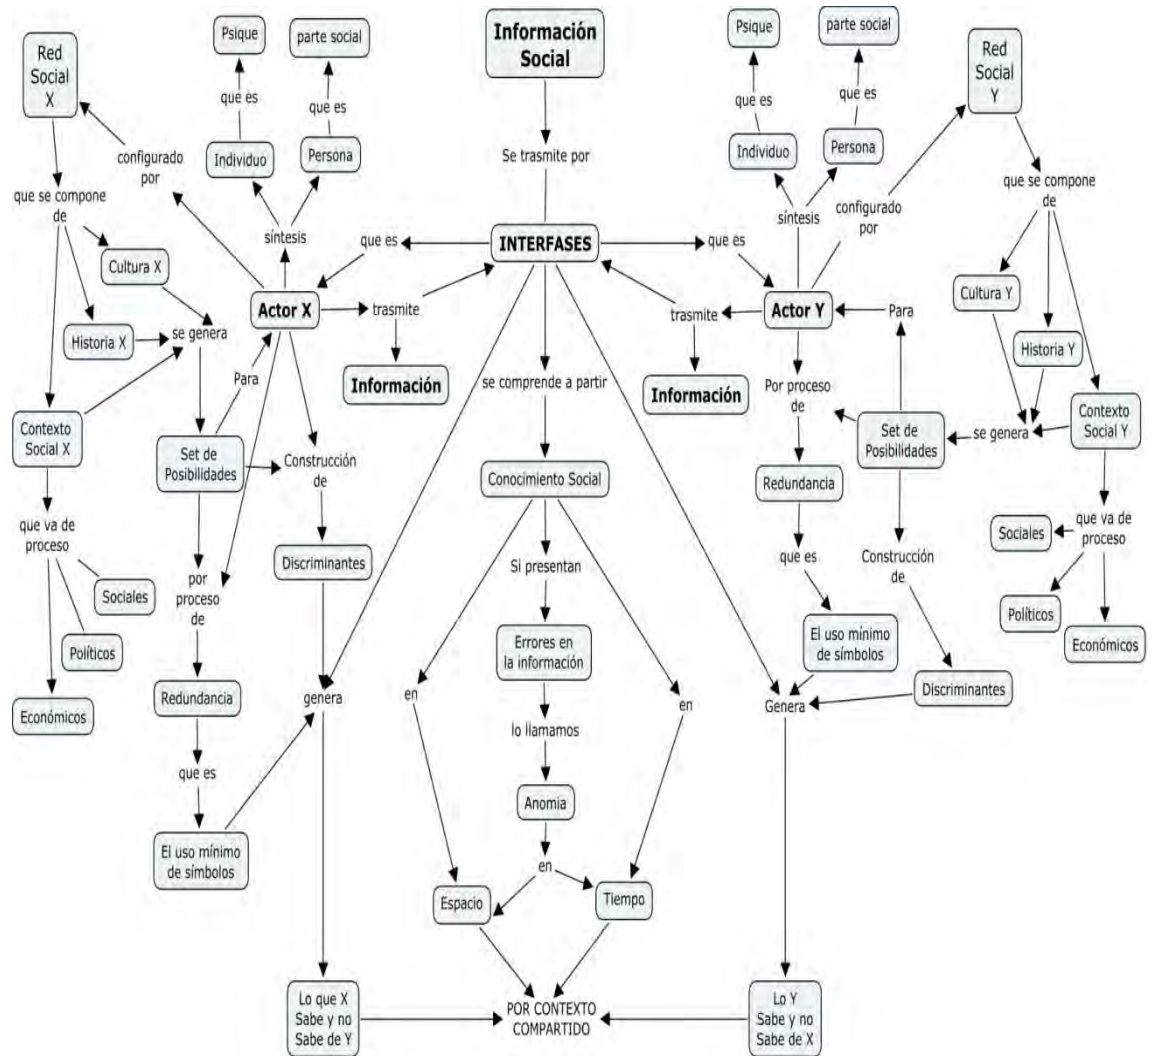 Información
Social
Psique
parte social
Psique
parte social
Red
Social
X
Red
Social
Y
que es
que es
que es
que es
Se trasmite por
configurado
por
Individuo
Persona
Individuo
Persona
que se compone
de
que se compone
de
síntesis
síntesis
configurado
por
que es
INTERFASES
que es
Cultura X
Cultura Y
Actor X
trasmite
trasmite
Actor Y
Para
Historia X
se genera
Historia Y
Para
Información
se comprende a partir
Información
Por proceso
de
Contexto
Social X
Set de
Posibilidades
Construcción
de
Conocimiento Social
Redundancia
Set de
Posibilidades
se genera
Contexto
Social Y
que va de
proceso
por
proceso
de
Discriminantes
Si presentan
que es
Construcción
de
Sociales
que va de
proceso
Sociales
Políticos
Económicos
Errores en
la información
El uso mínimo
de símbolos
Políticos
Económicos
Redundancia
genera
en
lo llamamos
en
Genera
Discriminantes
que es
Anomia
El uso mínimo
de símbolos
en
Espacio
Tiempo
Lo que X
Sabe y no
Sabe de Y
POR CONTEXTO
COMPARTIDO
Lo Y
Sabe y no
Sabe de X